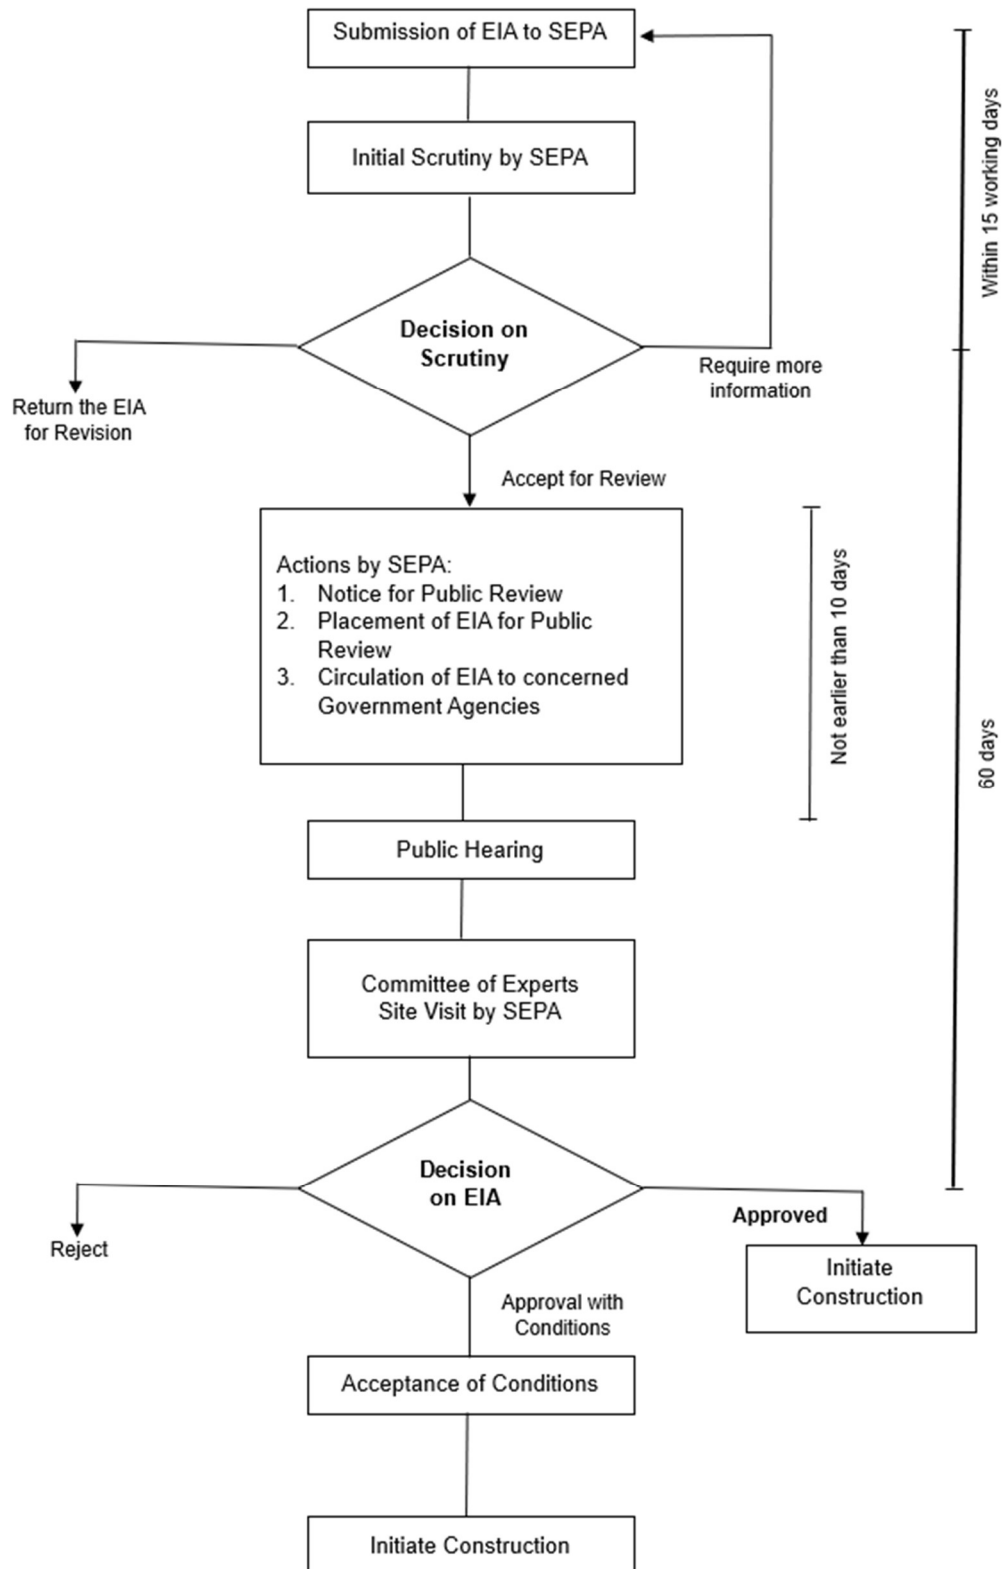 Submission of EIA to SEPA
Initial Scrutiny by SEPA
Within 15 working days
Decision on
Scrutiny
Require more
information
Return the EIA
for Revision
Accept for Review
Actions by SEPA:
1. Notice for Public Review
2. Placement of EIA for Public
Review
3. Circulation of EIA to concerned
Government Agencies
Not earlier than 10 days
60 days
Public Hearing
Committee of Experts
Site Visit by SEPA
Decision
on EIA
Reject
Approved
Initiate
Construction
Approval with
Conditions
Acceptance of Conditions
Initiate Construction